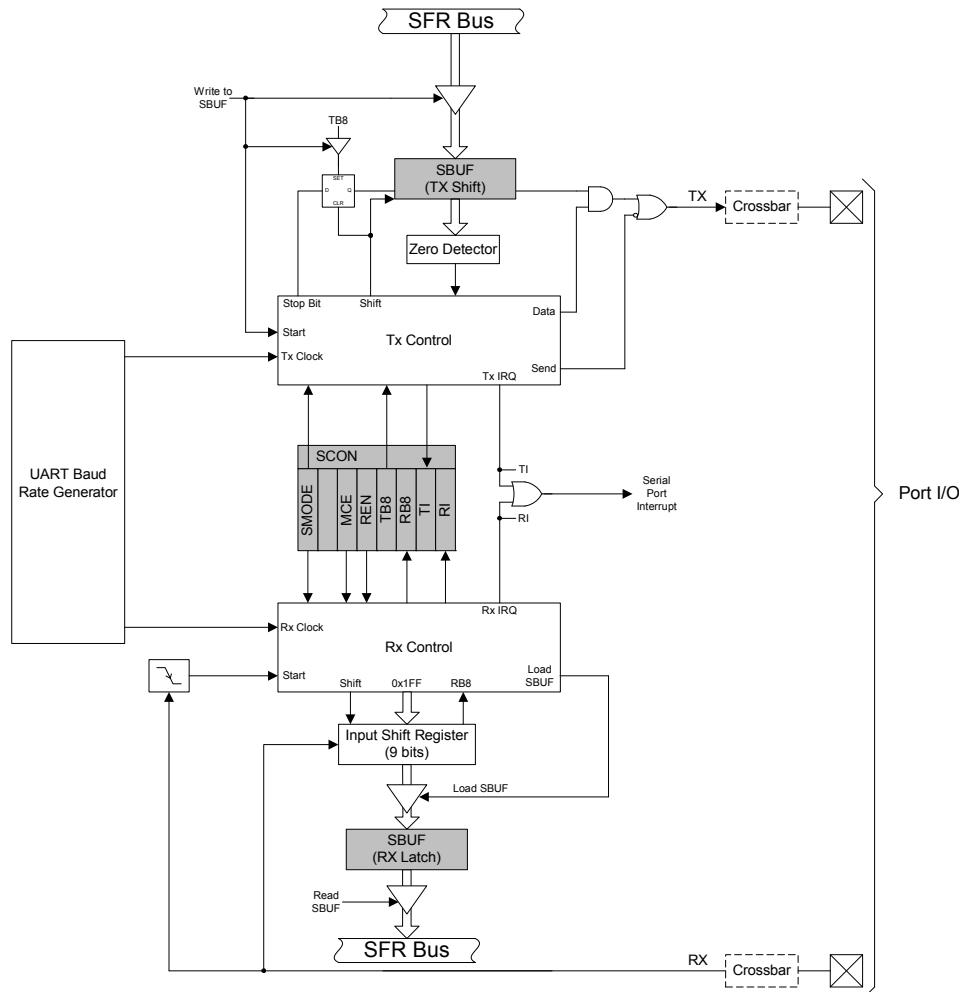 SFR Bus
Write to
SBUF
TB8
SBUF
(TX Shift)
SET
D
Q
CLR
TX
Crossbar
Zero Detector
Stop Bit
Shift
Data
Start
Tx Control
Tx Clock
Send
Tx IRQ
UART Baud
Rate Generator
SCON
SMODE
MCE
REN
TB8
RB8
TI
RI
TI
RI
Serial
Port
Interrupt
Port I/O
Rx IRQ
Rx Clock
Rx Control
Start
Load
SBUF
Shift
0x1FF
RB8
Input Shift Register
(9 bits)
Load SBUF
SBUF
(RX Latch)
Read
SBUF
SFR Bus
RX
Crossbar